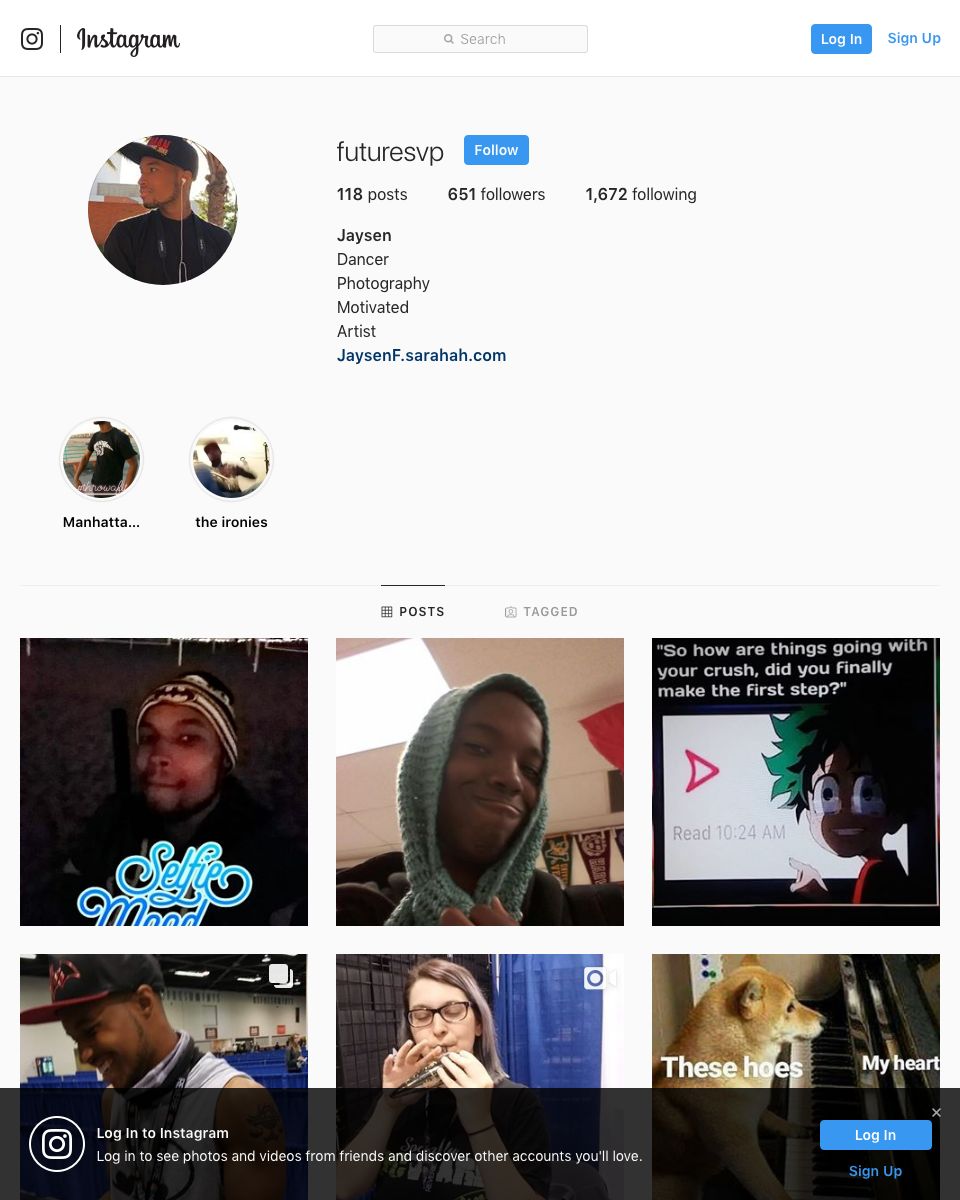 Instagram
Search
Log In
Sign Up
futuresvp
Follow
118 posts
651 followers
1,672 following
Jaysen
Dancer
Photography
Motivated
Artist
JaysenF.sarahah.com
Manhatta...
the ironies
POSTS
TAGGED
Selfie
Mood
"So how are things going with
your crush, did you finally
make the first step?"
Read 10:24 AM
These hoes
My heart
Log In to Instagram
Log in to see photos and videos from friends and discover other accounts you'll love.
Log In
Sign Up